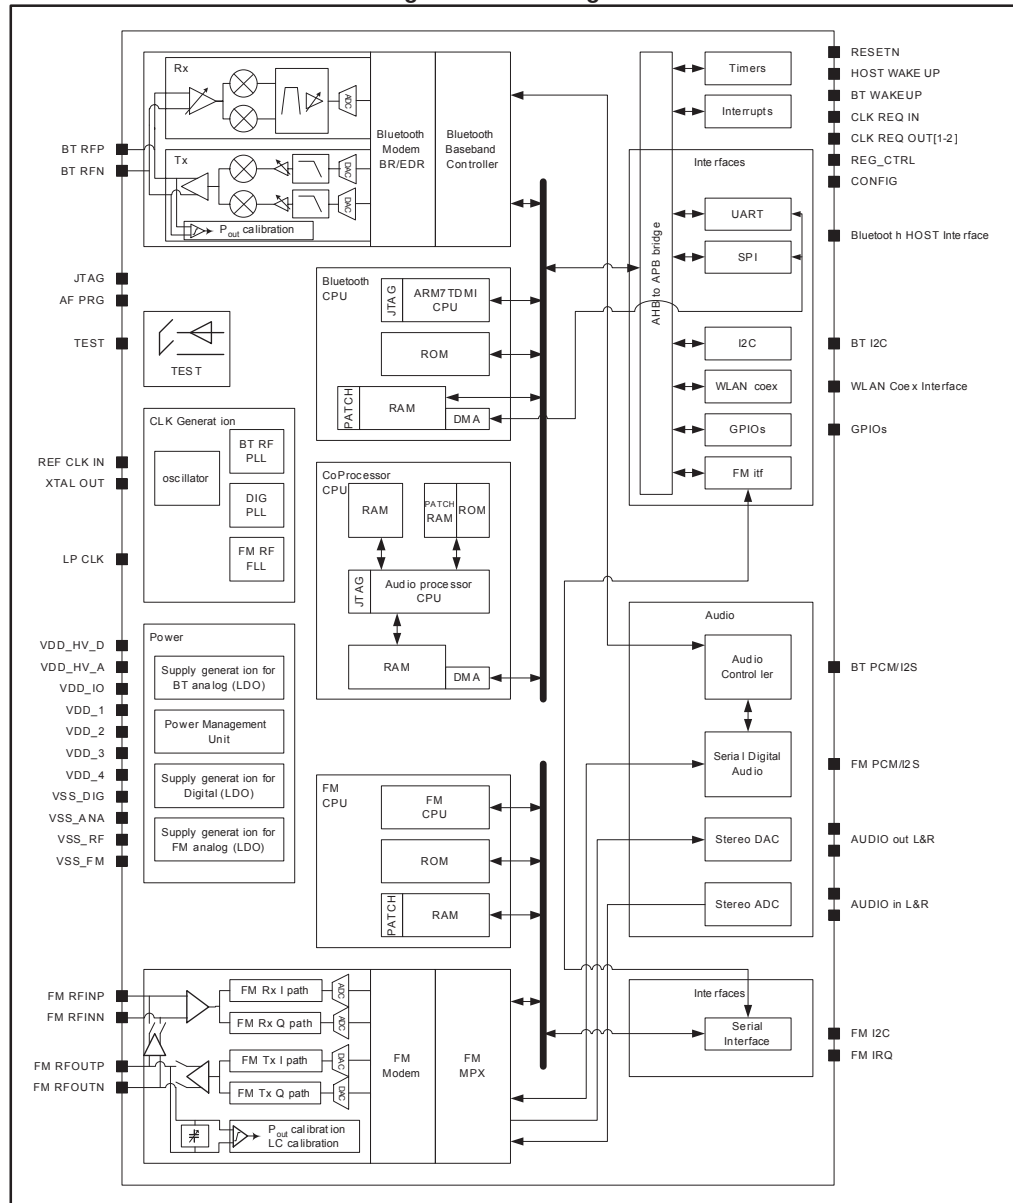 RESETN
HOST WAKE UP
BT WAKEUP
CLK REQ IN
CLK REQ OUT[1-2]
REG_CTRL
CONFIG
Bluetooth HOST Interface
BT I2C
WLAN Coex Interface
GPIOs
BT PCM/I2S
FM PCM/I2S
AUDIO out L&R
AUDIO in L&R
FM I2C
FM IRQ
BT RFP
BT RFN
JTAG
AF PRG
TEST
REF CLK IN
XTAL OUT
LP CLK
VDD_HV_D
VDD_HV_A
VDD_IO
VDD_1
VDD_2
VDD_3
VDD_4
VSS_DIG
VSS_ANA
VSS_RF
VSS_FM
FM RFINP
FM RFINN
FM RFOUTP
FM RFOUTN
Rx
ADC
Tx
DAC
DAC
Pout calibration
Bluetooth
Modem
BR/EDR
Bluetooth
Baseband
Controller
TEST
CLK Generation
oscillator
BT RF
PLL
DIG
PLL
FM RF
FLL
Power
Supply generation for
BT analog (LDO)
Power Management
Unit
Supply generation for
Digital (LDO)
Supply generation for
FM analog (LDO)
Bluetooth
CPU
JTAG
ARM7TDMI
CPU
ROM
PATCH
RAM
DMA
CoProcessor
CPU
RAM
PATCH
RAM
ROM
JTAG
Audio processor
CPU
RAM
DMA
FM
CPU
FM
CPU
ROM
PATCH
RAM
FM Rx I path
ADC
FM Rx Q path
ADC
FM Tx I path
DAC
FM Tx Q path
DAC
Pout calibration
LC calibration
FM
Modem
FM
MPX
AHB to APB bridge
Timers
Interrupts
Interfaces
UART
SPI
I2C
WLAN coex
GPIOs
FM itf
Audio
Audio
Controller
Serial Digital
Audio
Stereo DAC
Stereo ADC
Interfaces
Serial
Interface